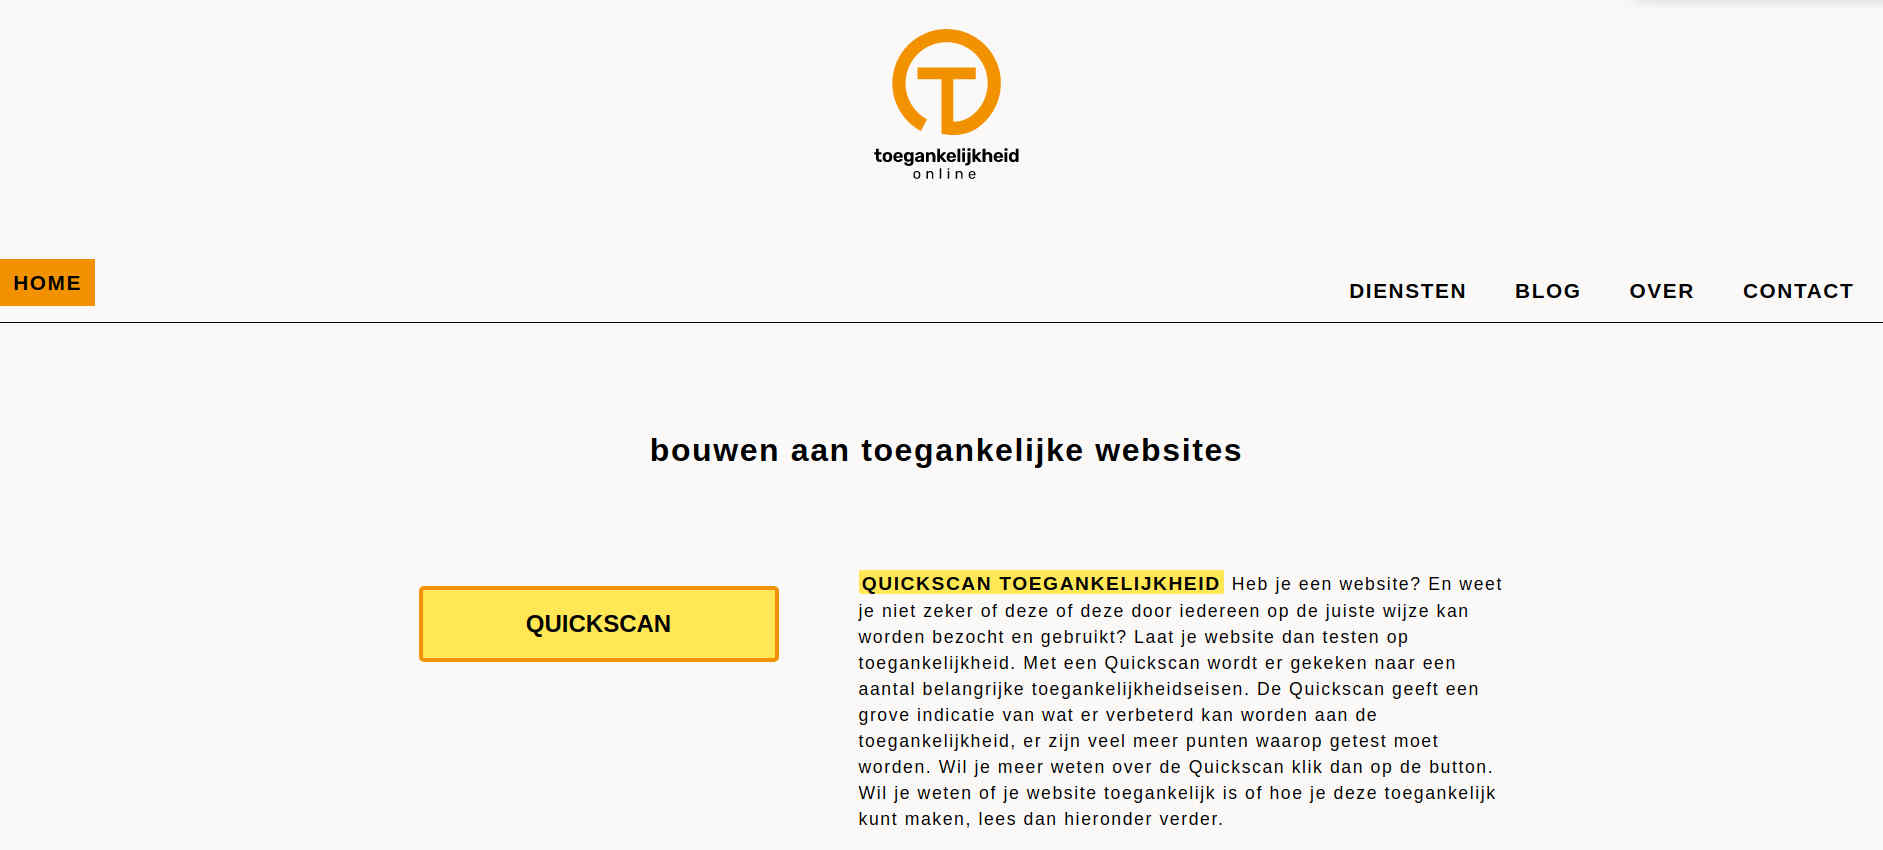 toegankelijkheid
online
HOME
DIENSTEN BLOG OVER CONTACT
bouwen aan toegankelijke websites
QUICKSCAN
QUICKSCAN TOEGANKELIJKHEID Heb je een website? En weet
je niet zeker of deze of deze door iedereen op de juiste wijze kan
worden bezocht en gebruikt? Laat je website dan testen op
toegankelijkheid. Met een Quickscan wordt er gekeken naar een
aantal belangrijke toegankelijkheidseisen. De Quickscan geeft een
grove indicatie van wat er verbeterd kan worden aan de
toegankelijkheid, er zijn veel meer punten waarop getest moet
worden. Wil je meer weten over de Quickscan klik dan op de button.
Wil je weten of je website toegankelijk is of hoe je deze toegankelijk
kunt maken, lees dan hieronder verder.